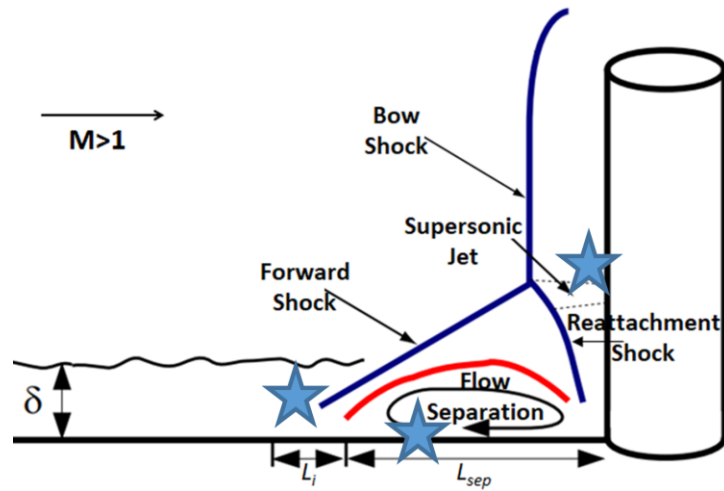 M>1
Bow
Shock
Supersonic
Jet
Forward
Shock
Reattachment
Shock
δ
Flow
Separation
Lᵢ
Lsep